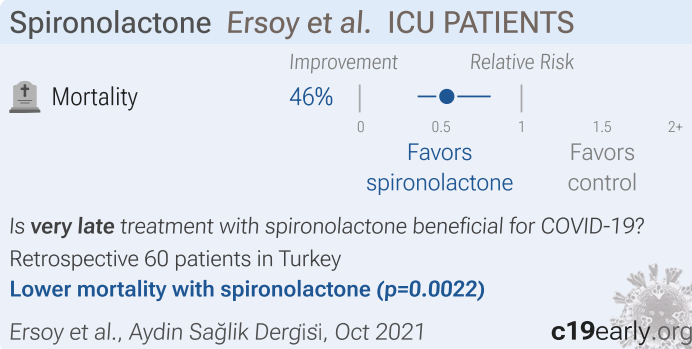 Spironolactone Ersoy et al. ICU PATIENTS
Improvement Relative Risk
Mortality 46%
0 0.5 1 1.5 2+
Favors spironolactone Favors control
Is very late treatment with spironolactone beneficial for COVID-19?
Retrospective 60 patients in Turkey
Lower mortality with spironolactone (p=0.0022)
Ersoy et al., Aydin Sağlik Dergisi, Oct 2021 c19early.org